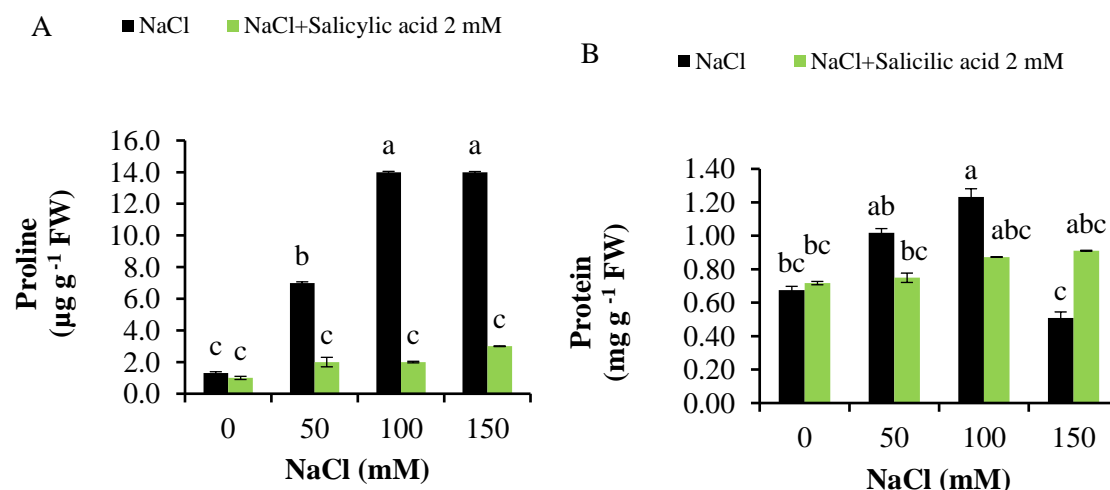 A
NaCl NaCl+Salicylic acid 2 mM
Proline
(µg g -1 FW)
16.0
14.0
12.0
10.0
8.0
6.0
4.0
2.0
0.0
c c b c a c a c
0 50 100 150
NaCl (mM)
B
NaCl NaCl+Salicilic acid 2 mM
Protein
(mg g -1 FW)
1.40
1.20
1.00
0.80
0.60
0.40
0.20
0.00
bc bc ab bc a abc c abc
0 50 100 150
NaCl (mM)